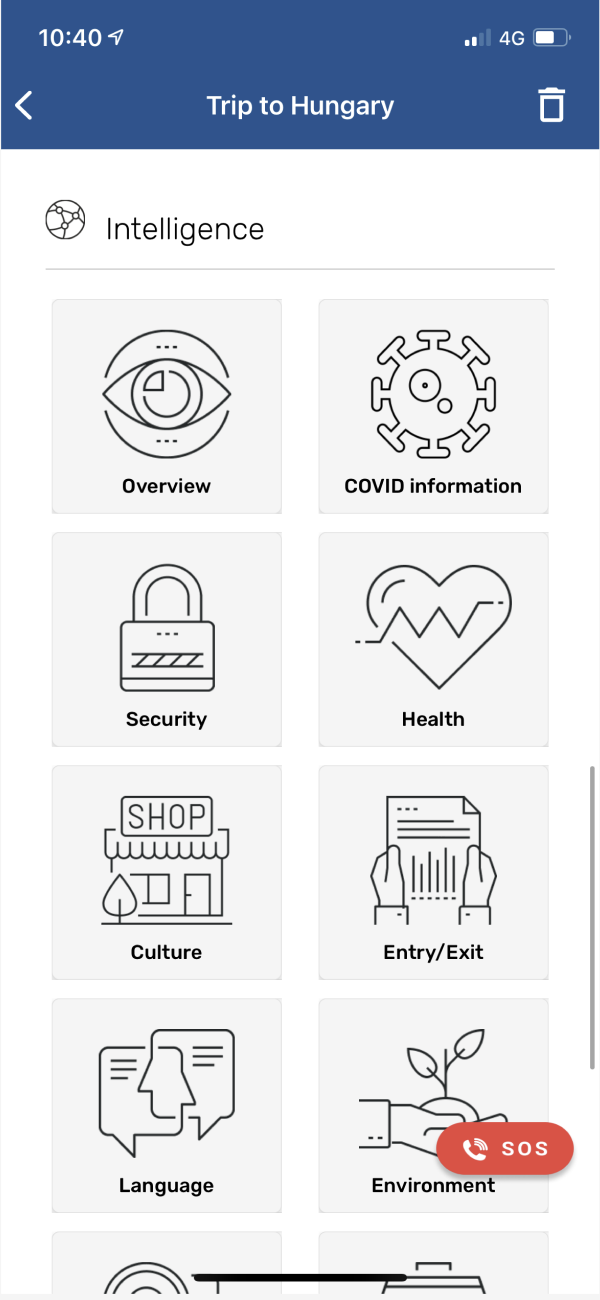 10:40
4G
Trip to Hungary
Intelligence
Overview
COVID information
Security
Health
SHOP
Culture
Entry/Exit
Language
SOS
Environment